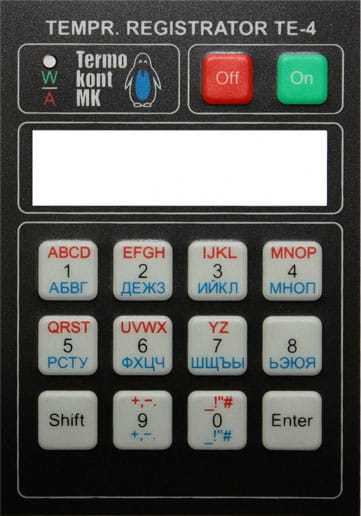 TEMPR. REGISTRATOR TE-4
Termo
kont
MK
W
A
Off
On
ABCD
1
АБВГ
EFGH
2
ДЕЖЗ
IJKL
3
ИЙКЛ
MNOP
4
МНОП
QRST
5
РСТУ
UVWX
6
ФХЦЧ
YZ
7
ШЩЪЫ
8
ЬЭЮЯ
Shift
+,–.
9
+,–.
_!"#
0
_!"#
Enter